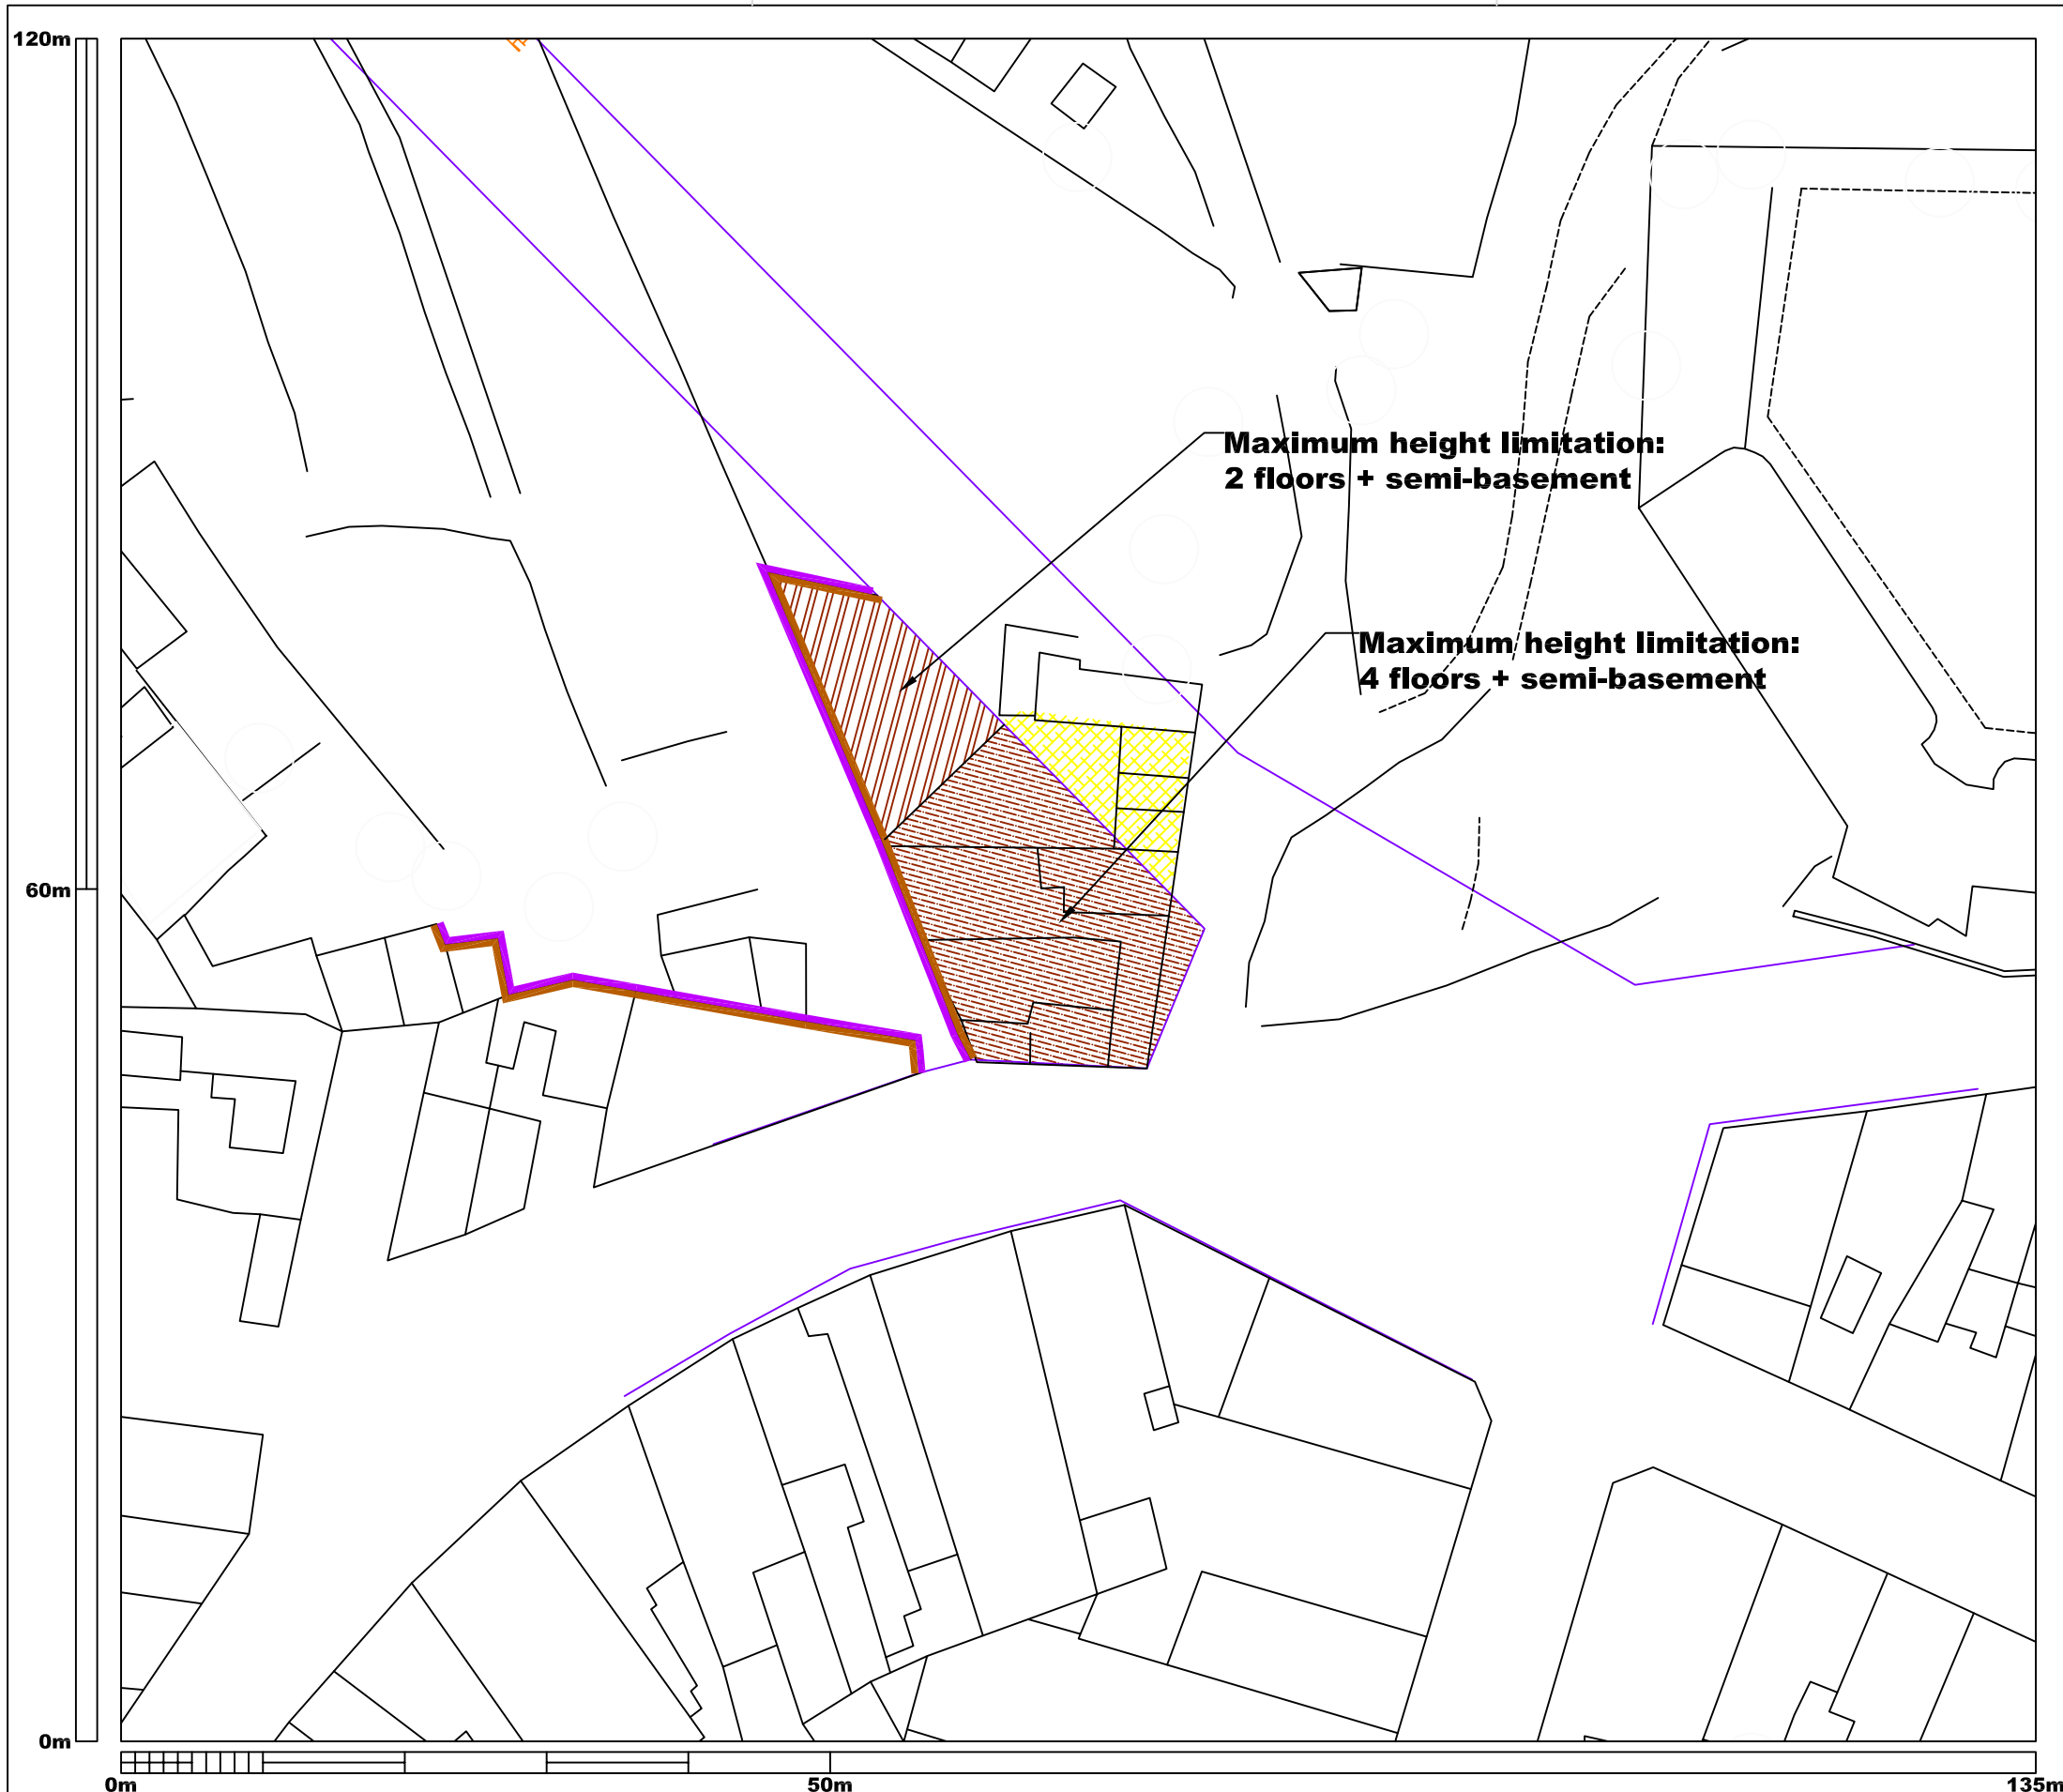 120m
Maximum height limitation:
2 floors + semi-basement
Maximum height limitation:
4 floors + semi-basement
60m
0m
0m
50m
135m